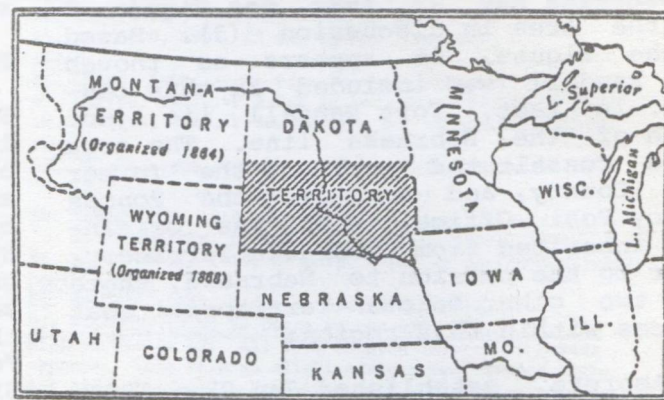 MONTANA
TERRITORY
(Organized 1864)
DAKOTA
TERRITORY
MINNESOTA
L. Superior
WISC.
L. Michigan
WYOMING
TERRITORY
(Organized 1868)
IOWA
NEBRASKA
UTAH
COLORADO
KANSAS
MO.
ILL.